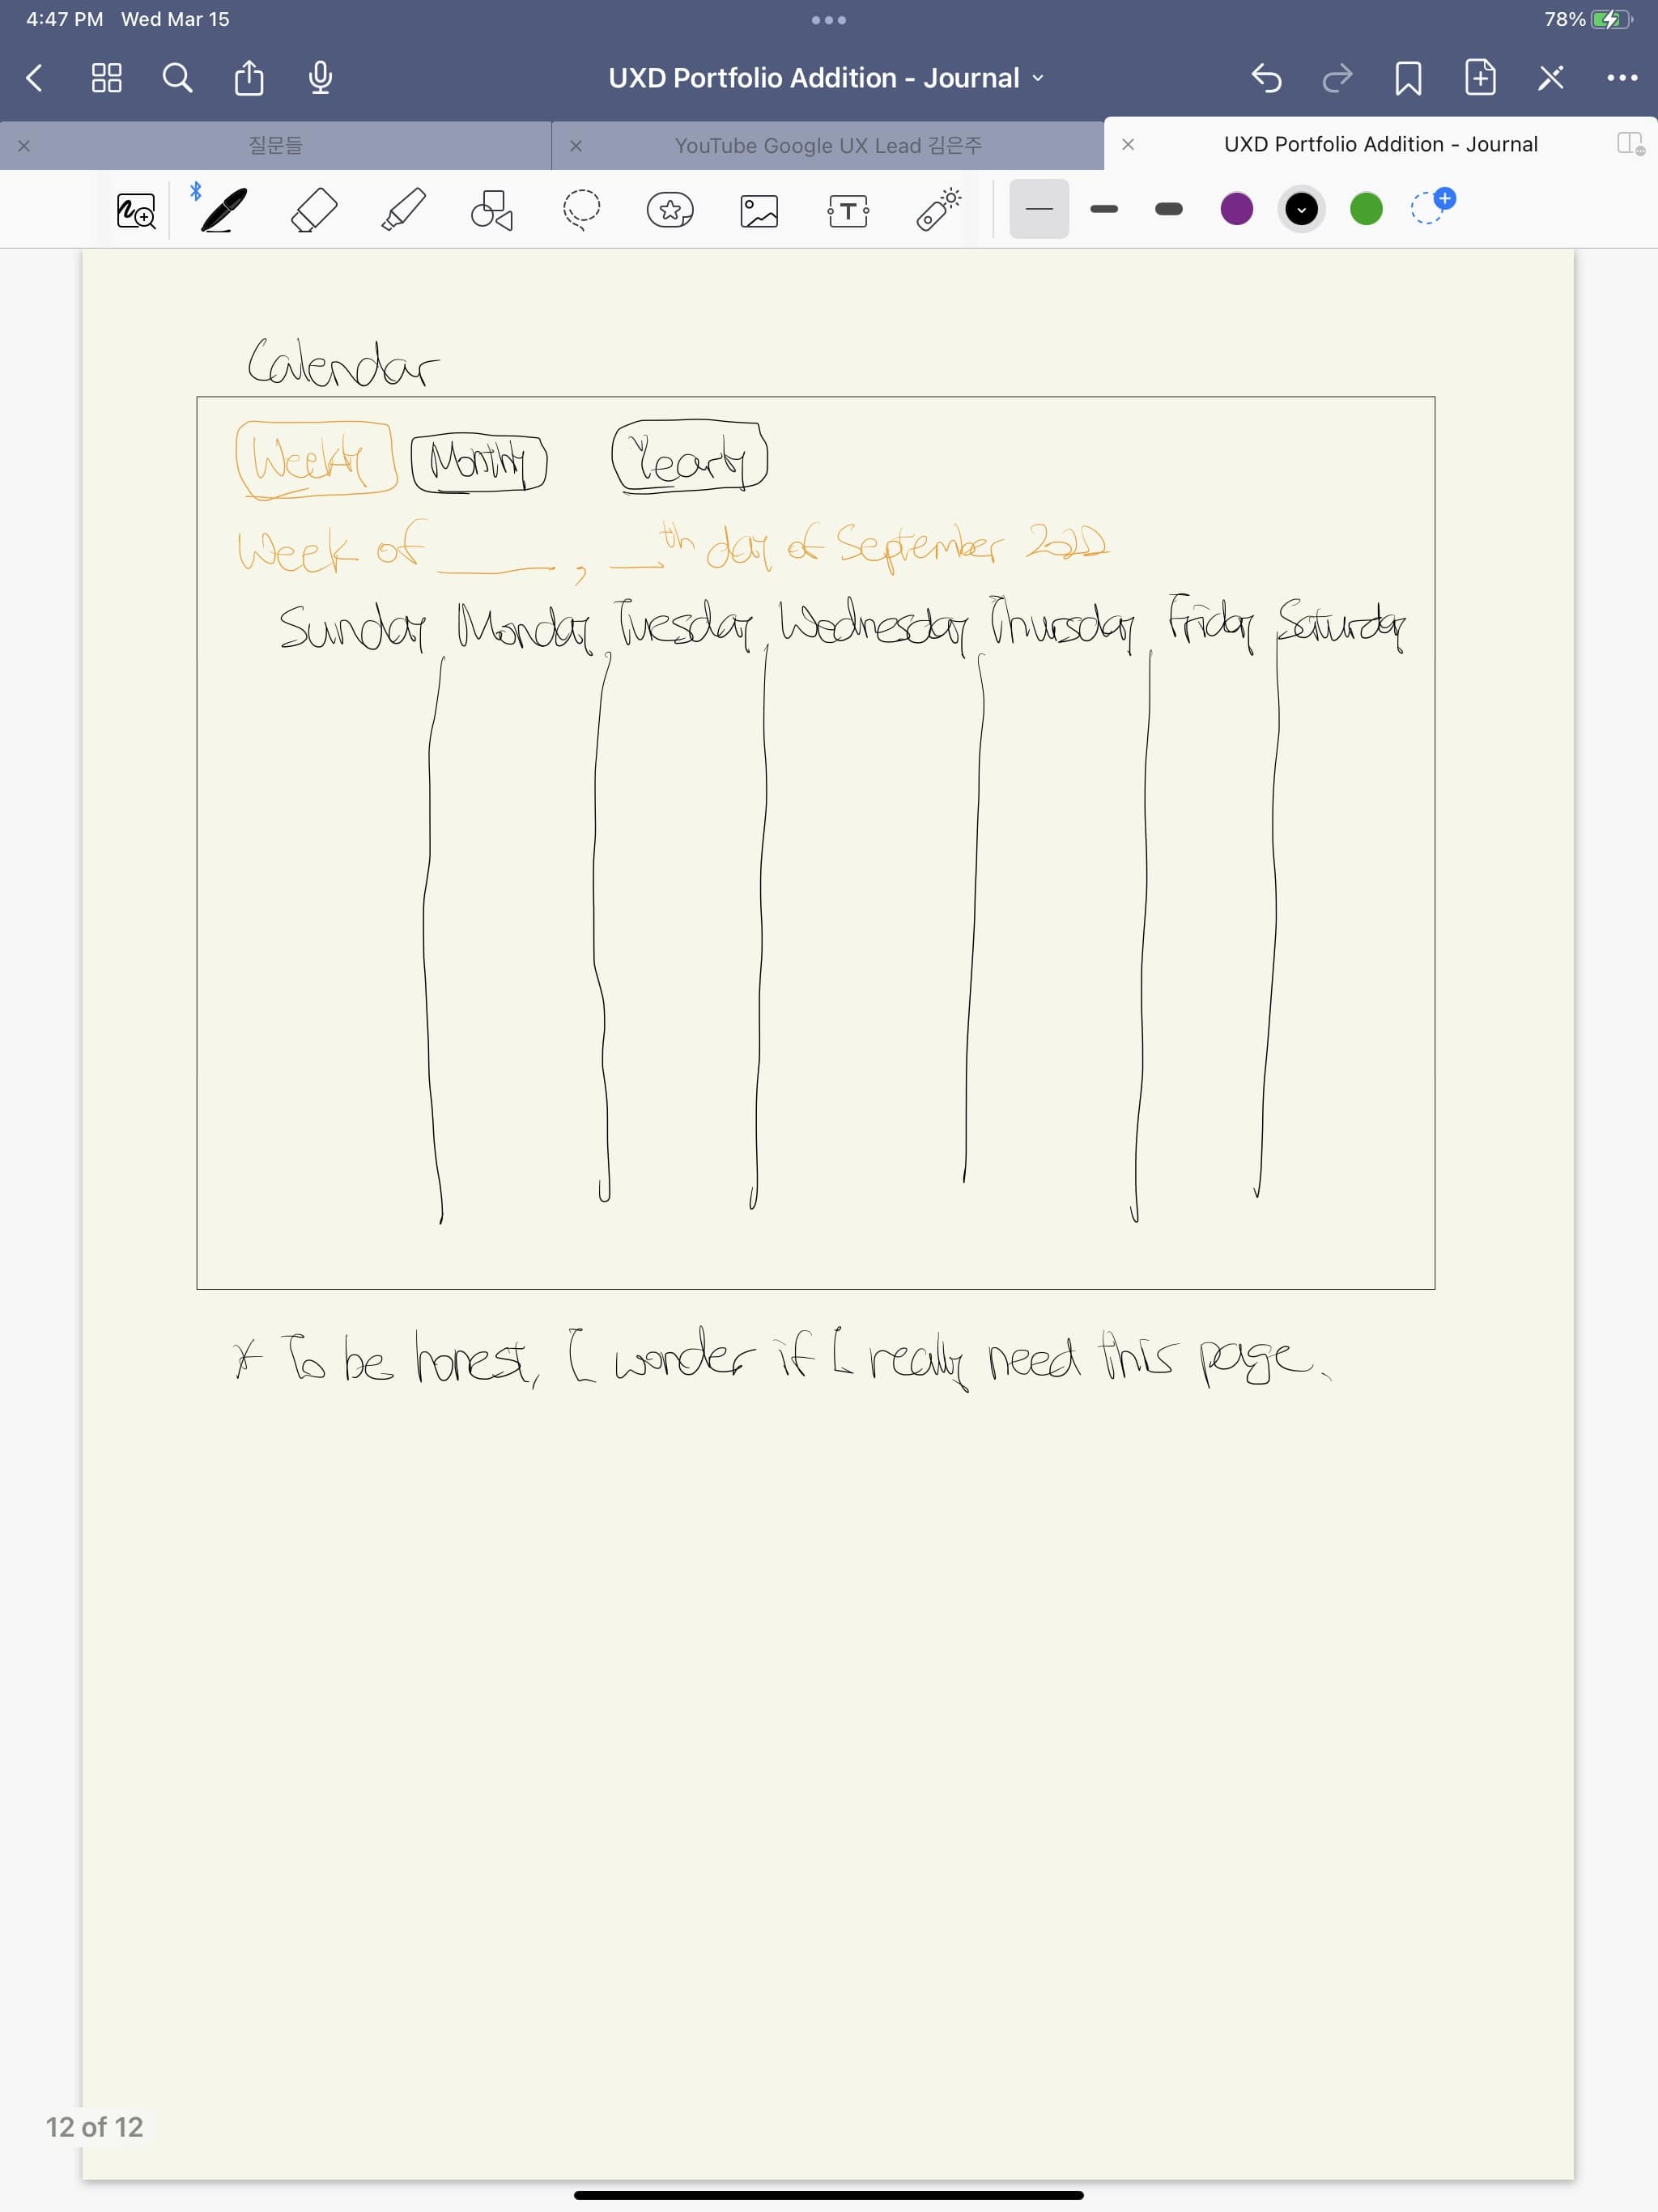 4:47 PM Wed Mar 15
78%
UXD Portfolio Addition - Journal
질문들
YouTube Google UX Lead 김은주
UXD Portfolio Addition - Journal
Calendar
Weekly Monthly Yearly
Week of ____, __th day of September 2022
Sunday Monday Tuesday Wednesday Thursday Friday Saturday
* To be honest, I wonder if I really need this page.
12 of 12